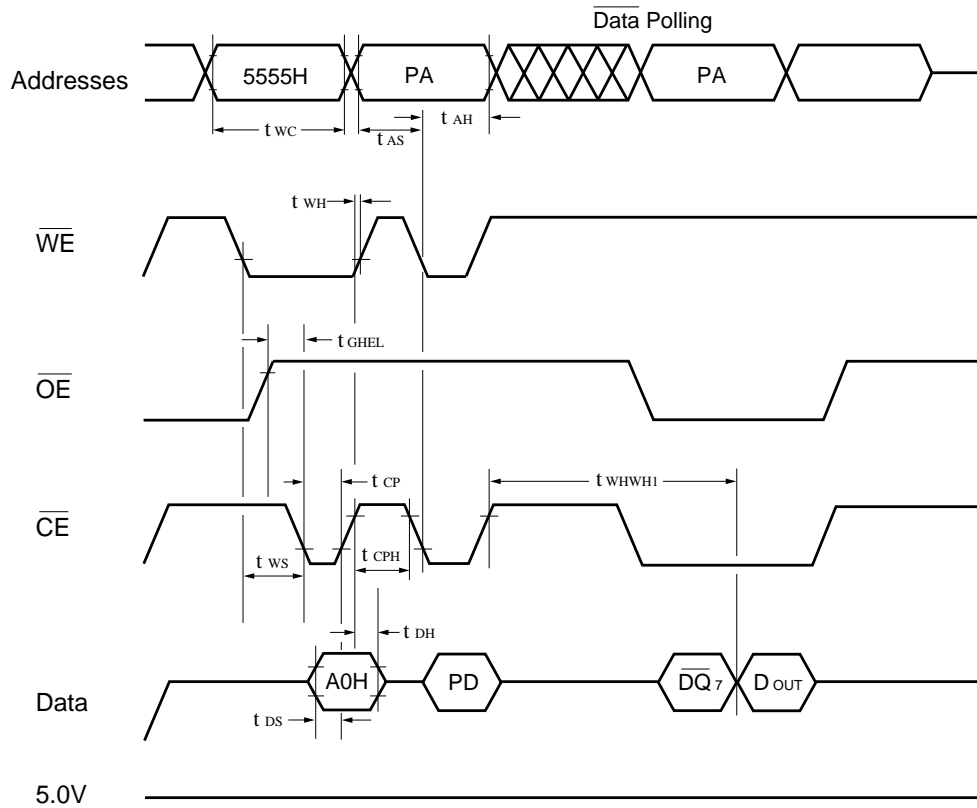 Data Polling
Addresses
5555H
PA
PA
t WC
t AS
t AH
t WH
WE
t GHEL
OE
t CP
t WHWH1
CE
t WS
t CPH
t DH
A0H
PD
DQ 7
D OUT
Data
t DS
5.0V